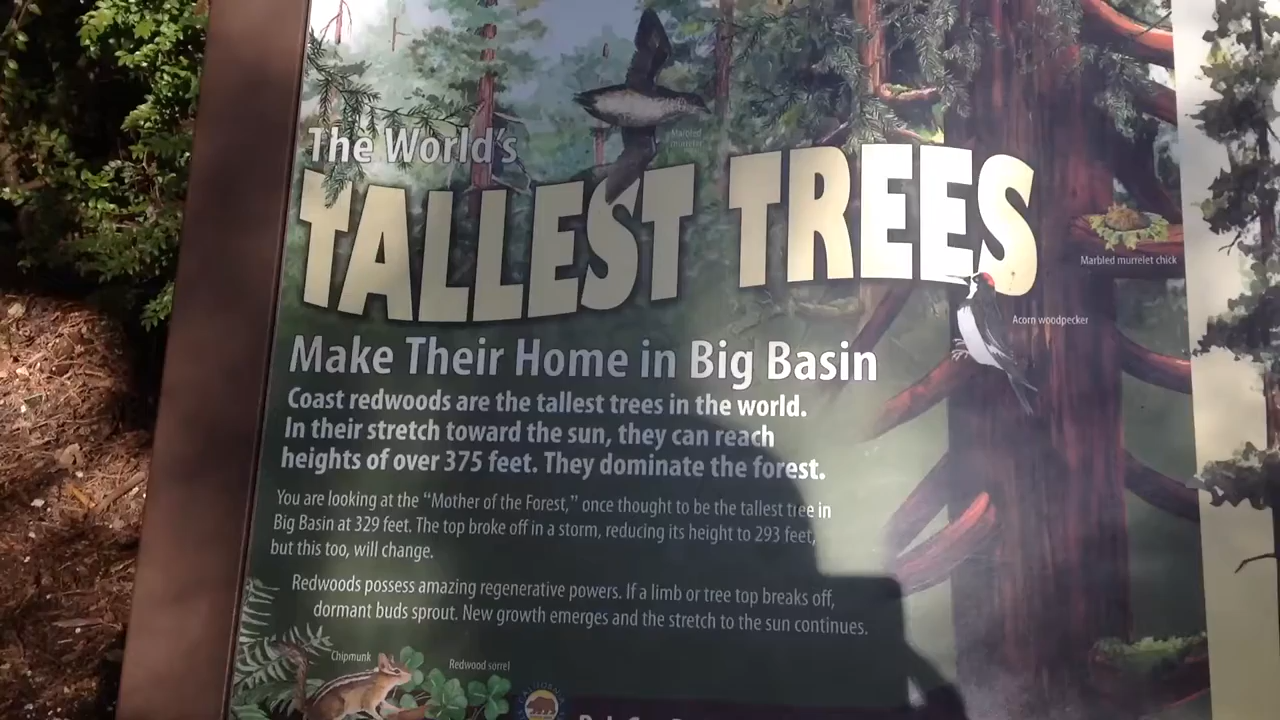 The World's
Marbled
murrelet
TALLEST TREES
Marbled murrelet chick
Acorn woodpecker
Make Their Home in Big Basin
Coast redwoods are the tallest trees in the world.
In their stretch toward the sun, they can reach
heights of over 375 feet. They dominate the forest.
You are looking at the “Mother of the Forest,” once thought to be the tallest tree in
Big Basin at 329 feet. The top broke off in a storm, reducing its height to 293 feet,
but this too, will change.
Redwoods possess amazing regenerative powers. If a limb or tree top breaks off,
dormant buds sprout. New growth emerges and the stretch to the sun continues.
Chipmunk
Redwood sorrel